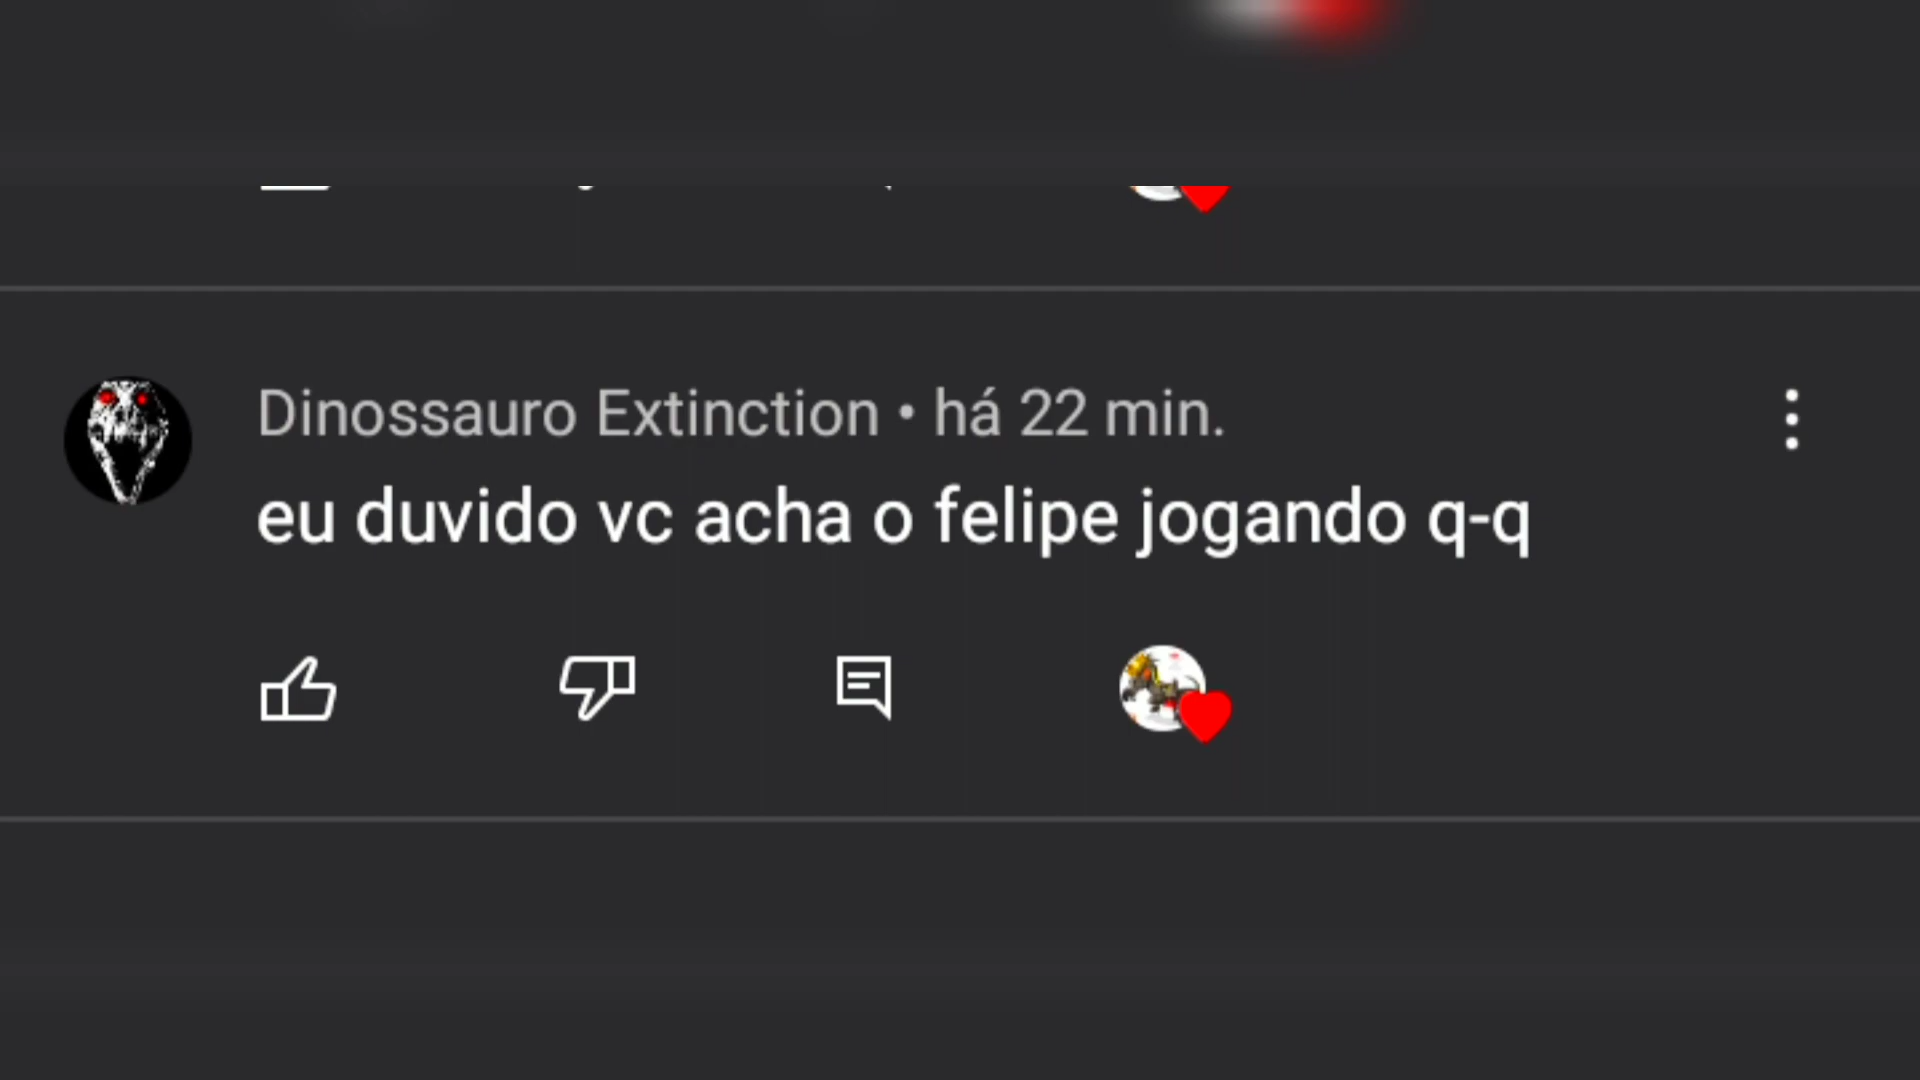 Dinossauro Extinction • há 22 min.
eu duvido vc acha o felipe jogando q-q